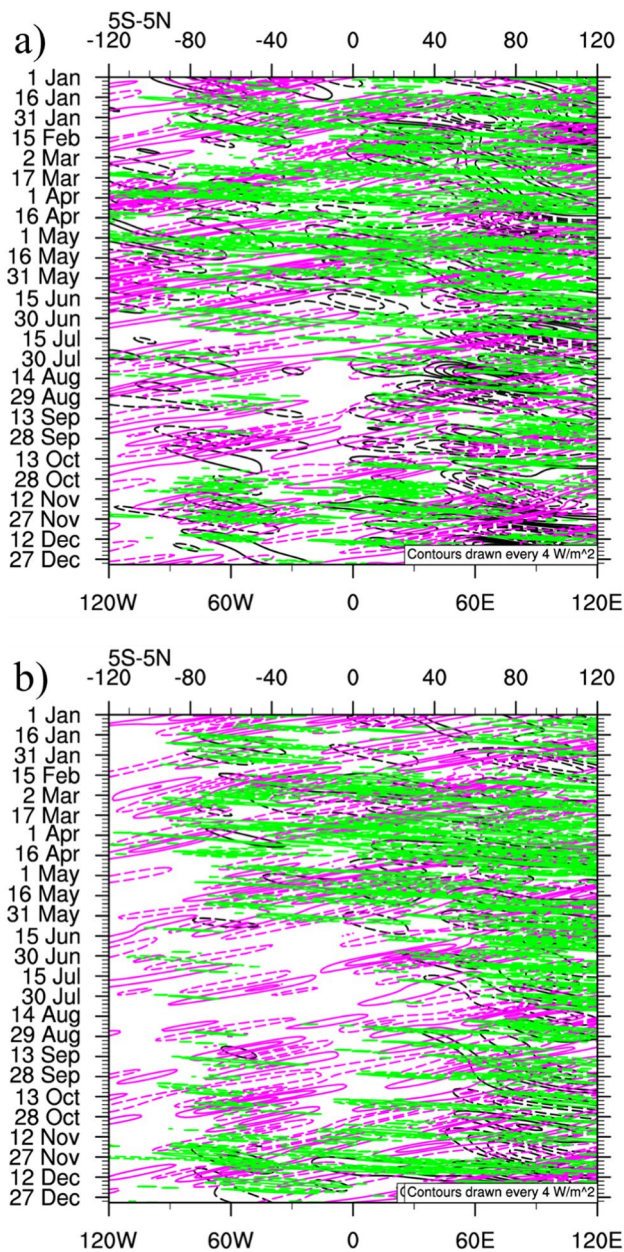 a)
5S-5N
-120 -80 -40 0 40 80 120
1 Jan
16 Jan
31 Jan
15 Feb
2 Mar
17 Mar
1 Apr
16 Apr
1 May
16 May
31 May
15 Jun
30 Jun
15 Jul
30 Jul
14 Aug
29 Aug
13 Sep
28 Sep
13 Oct
28 Oct
12 Nov
27 Nov
12 Dec
27 Dec
Contours drawn every 4 W/m^2
120W 60W 0 60E 120E
b)
5S-5N
-120 -80 -40 0 40 80 120
1 Jan
16 Jan
31 Jan
15 Feb
2 Mar
17 Mar
1 Apr
16 Apr
1 May
16 May
31 May
15 Jun
30 Jun
15 Jul
30 Jul
14 Aug
29 Aug
13 Sep
28 Sep
13 Oct
28 Oct
12 Nov
27 Nov
12 Dec
27 Dec
Contours drawn every 4 W/m^2
120W 60W 0 60E 120E